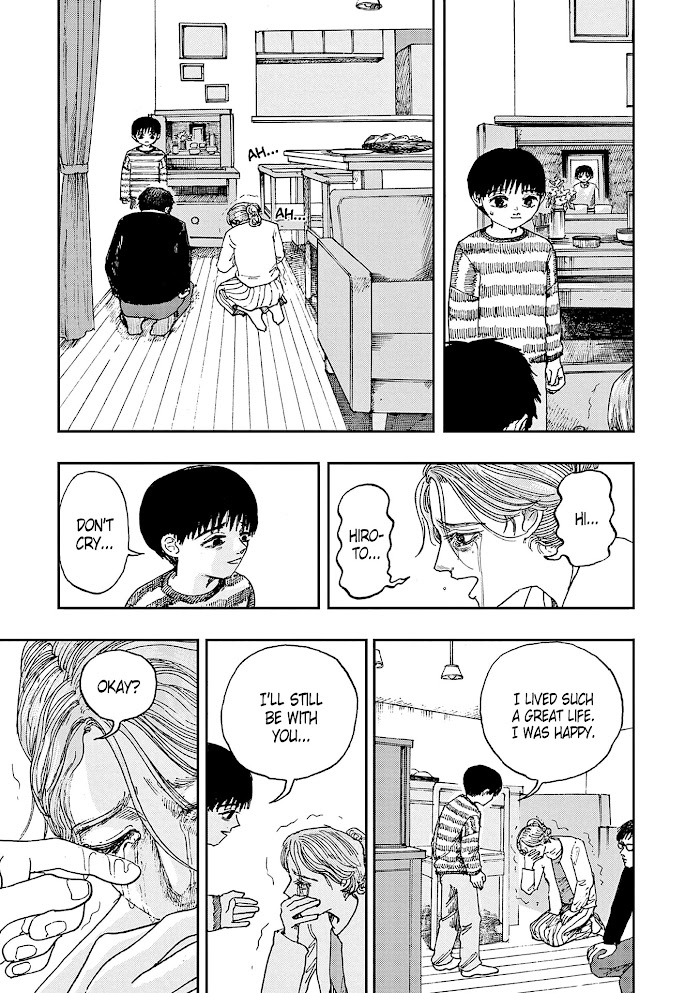 AH...
AH...
HI...
HIRO-
TO...
DON'T
CRY...
I LIVED SUCH
A GREAT LIFE.
I WAS HAPPY.
I'LL STILL
BE WITH
YOU...
OKAY?